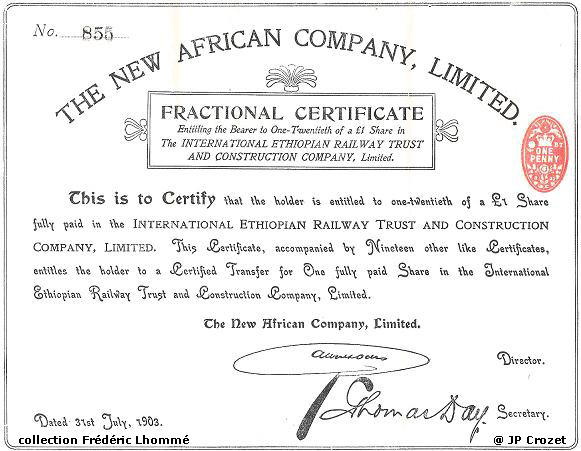 No. 855
THE NEW AFRICAN COMPANY, LIMITED.
FRACTIONAL CERTIFICATE
Entitling the Bearer to One-Twentieth of a £1 Share in
The INTERNATIONAL ETHIOPIAN RAILWAY TRUST
AND CONSTRUCTION COMPANY, Limited.
ONE
PENNY
This is to Certify that the holder is entitled to one-twentieth of a £1 Share
fully paid in the INTERNATIONAL ETHIOPIAN RAILWAY TRUST AND CONSTRUCTION
COMPANY, LIMITED. This Certificate, accompanied by Nineteen other like Certificates,
entitles the holder to a Certified Transfer for One fully paid Share in the International
Ethiopian Railway Trust and Construction Company, Limited.
The New African Company, Limited.
Director.
Thomas Day. Secretary.
Dated 31st July, 1903.
collection Frédéric Lhommé
@ JP Crozet